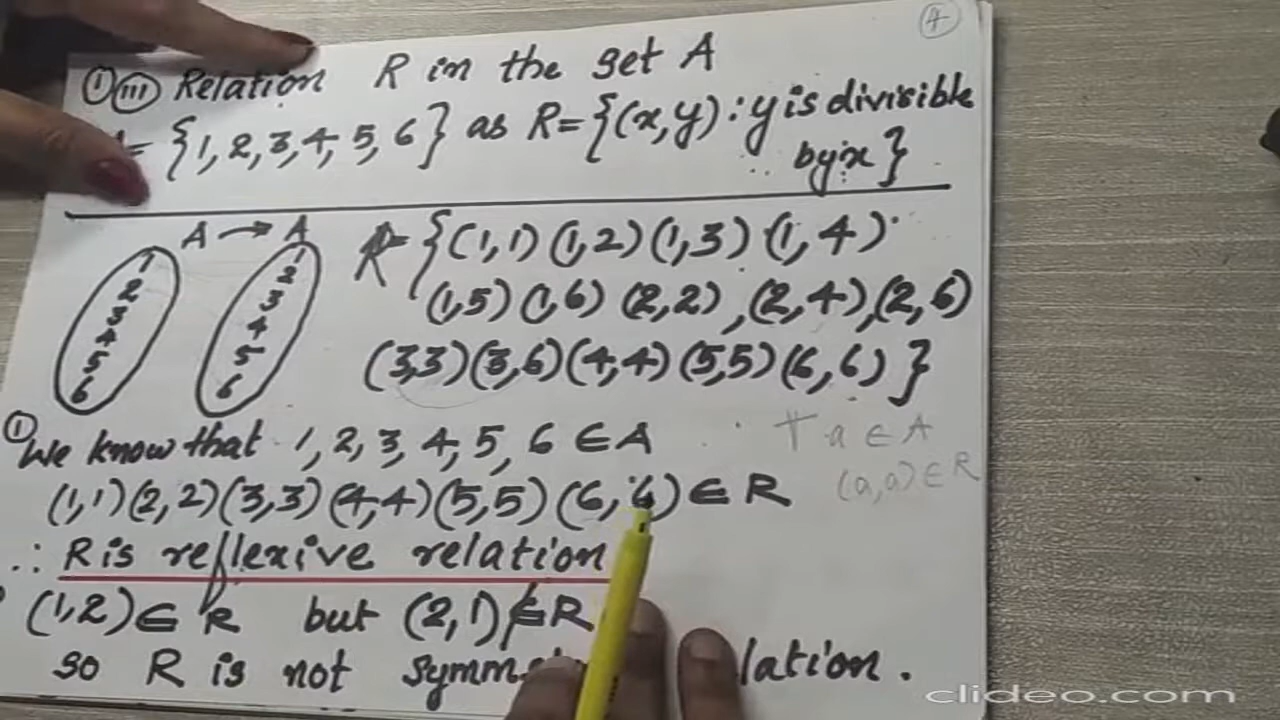 4
① (iii) Relation R in the set A
A= {1, 2, 3, 4, 5, 6} as R= {(x, y) : y is divisible
by x}
A → A
1 2 3 4 5 6
1 2 3 4 5 6
R= {(1, 1) (1, 2) (1, 3) (1, 4)
(1, 5) (1, 6) (2, 2) , (2, 4), (2, 6)
(3, 3) (3, 6) (4, 4) (5, 5) (6, 6) }
① We know that 1, 2, 3, 4, 5, 6 ∈ A
∀ a ∈ A
(1, 1) (2, 2) (3, 3) (4, 4) (5, 5) (6, 6) ∈ R
(a, a) ∈ R
∴ R is reflexive relation
(1, 2) ∈ R but (2, 1) ∉ R
so R is not symm lation.
clideo.com